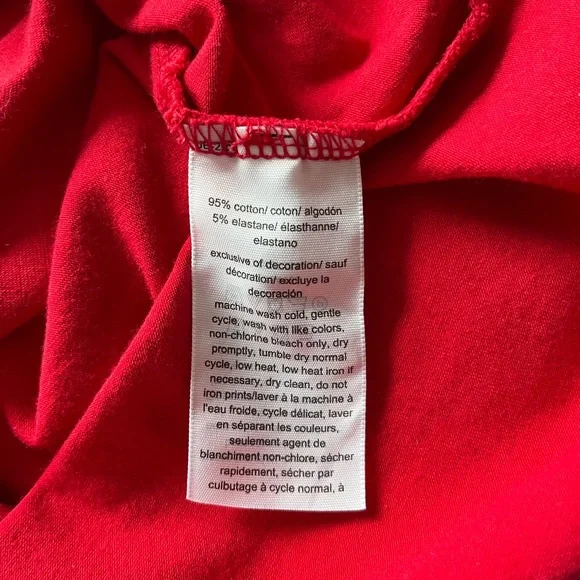 95% cotton/ coton/ algodón
5% elastane/ élasthanne/
elastano
exclusive of decoration/ sauf
décoration/ excluye la
decoración
machine wash cold, gentle
cycle, wash with like colors,
non-chlorine bleach only, dry
promptly, tumble dry normal
cycle, low heat, low heat iron if
necessary, dry clean, do not
iron prints/laver à la machine à
l'eau froide, cycle délicat, laver
en séparant les couleurs,
seulement agent de
blanchiment non-chlore, sécher
rapidement, sécher par
culbutage à cycle normal, à